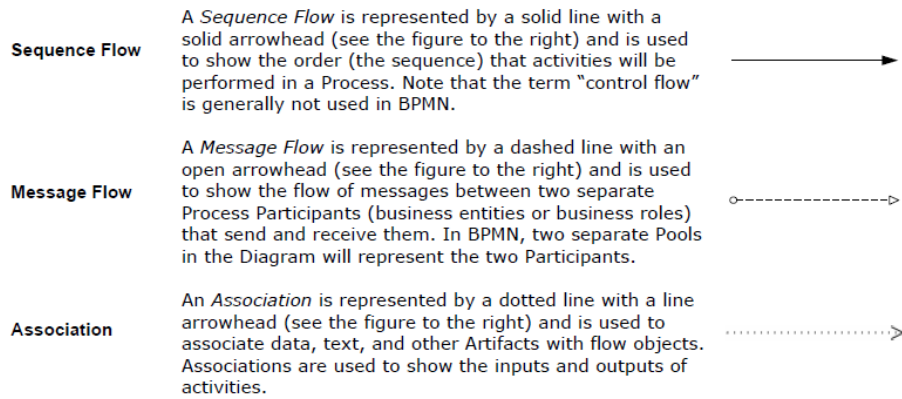 A Sequence Flow is represented by a solid line with a
solid arrowhead (see the figure to the right) and is used
Sequence Flow
to show the order (the sequence) that activities will be
performed in a Process. Note that the term “control flow”
is generally not used in BPMN.
A Message Flow is represented by a dashed line with an
open arrowhead (see the figure to the right) and is used
Message Flow
to show the flow of messages between two separate
Process Participants (business entities or business roles)
that send and receive them. In BPMN, two separate Pools
in the Diagram will represent the two Participants.
An Association is represented by a dotted line with a line
arrowhead (see the figure to the right) and is used to
Association
associate data, text, and other Artifacts with flow objects.
Associations are used to show the inputs and outputs of
activities.